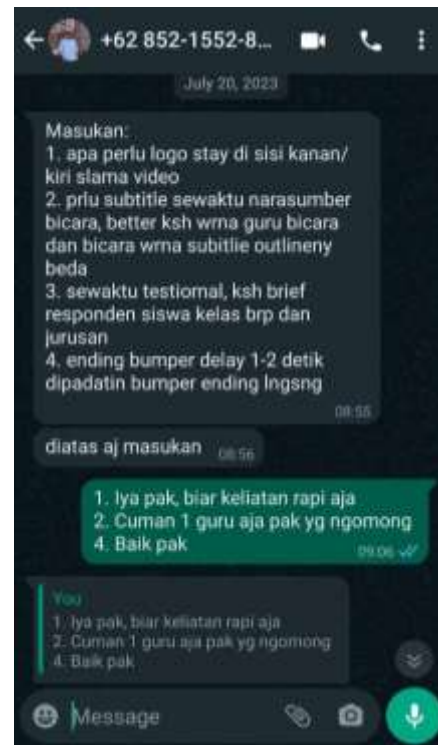 +62 852-1552-8...
July 20, 2023
Masukan:
1. apa perlu logo stay di sisi kanan/
kiri slama video
2. prlu subtitle sewaktu narasumber
bicara, better ksh wrna guru bicara
dan bicara wrna subitlie outlineny
beda
3. sewaktu testiomal, ksh brief
responden siswa kelas brp dan
jurusan
4. ending bumper delay 1-2 detik
dipadatin bumper ending lngsng
08:55
diatas aj masukan 08:56
1. Iya pak, biar keliatan rapi aja
2. Cuman 1 guru aja pak yg ngomong
4. Baik pak
09:06
You
1. Iya pak, biar keliatan rapi aja
2. Cuman 1 guru aja pak yg ngomong
4. Baik pak
Message